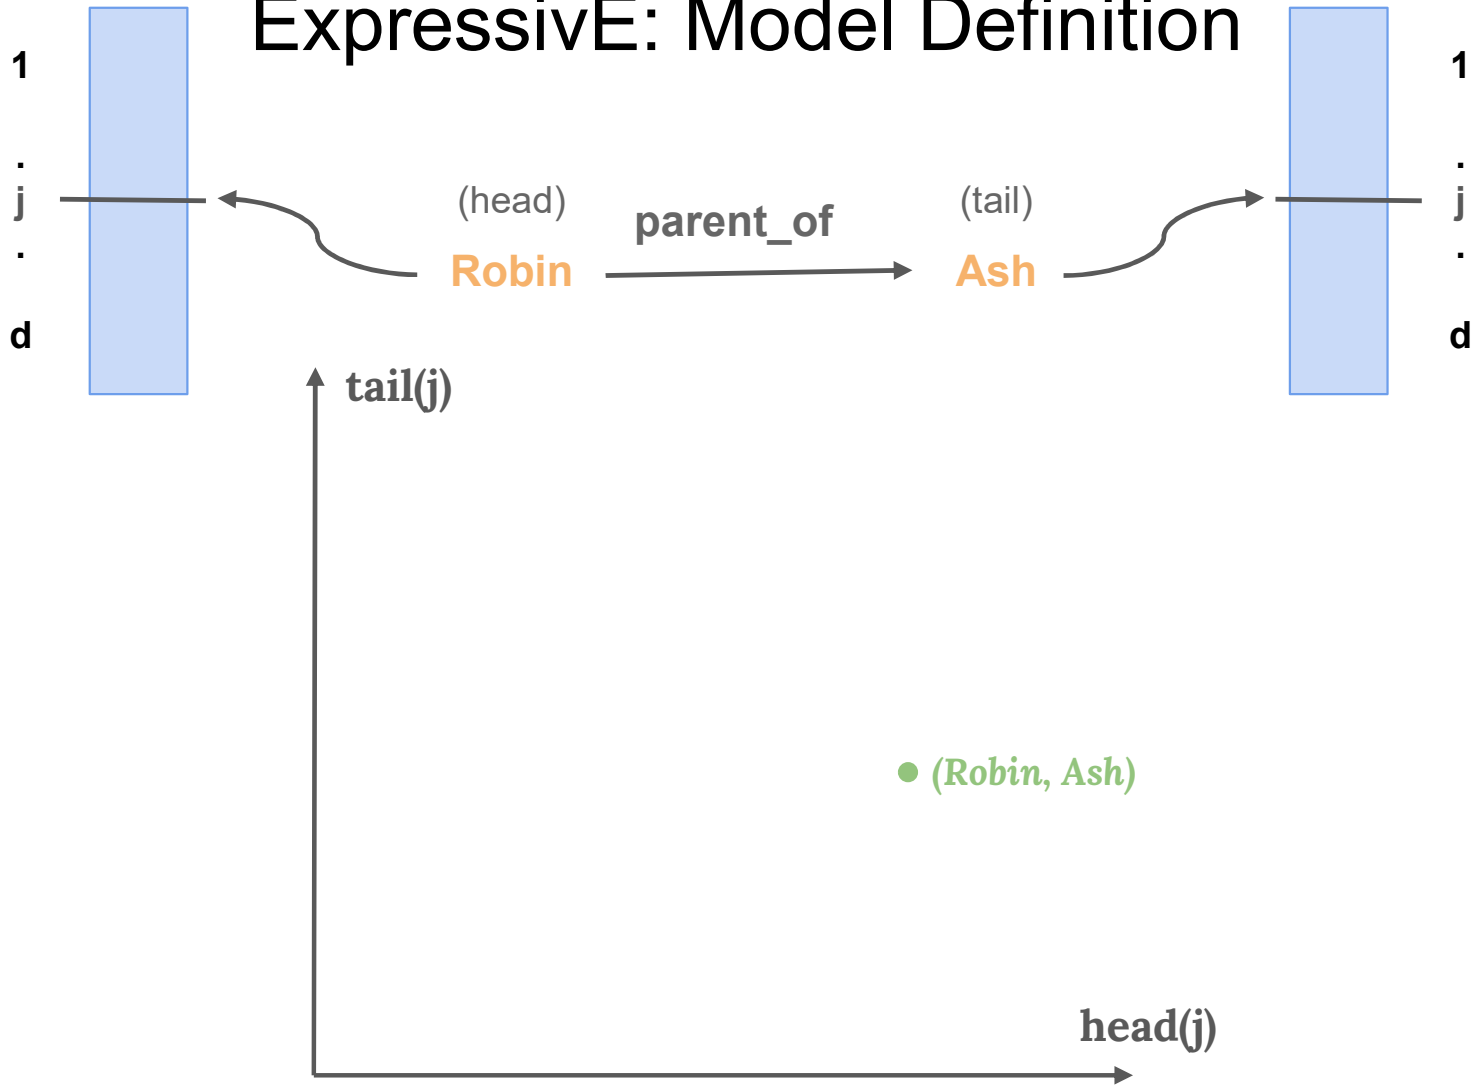 ExpressivE: Model Definition
1
1
.
.
j
(head)
parent_of
(tail)
j
.
Robin
Ash
.
d
d
tail(j)
(Robin, Ash)
head(j)